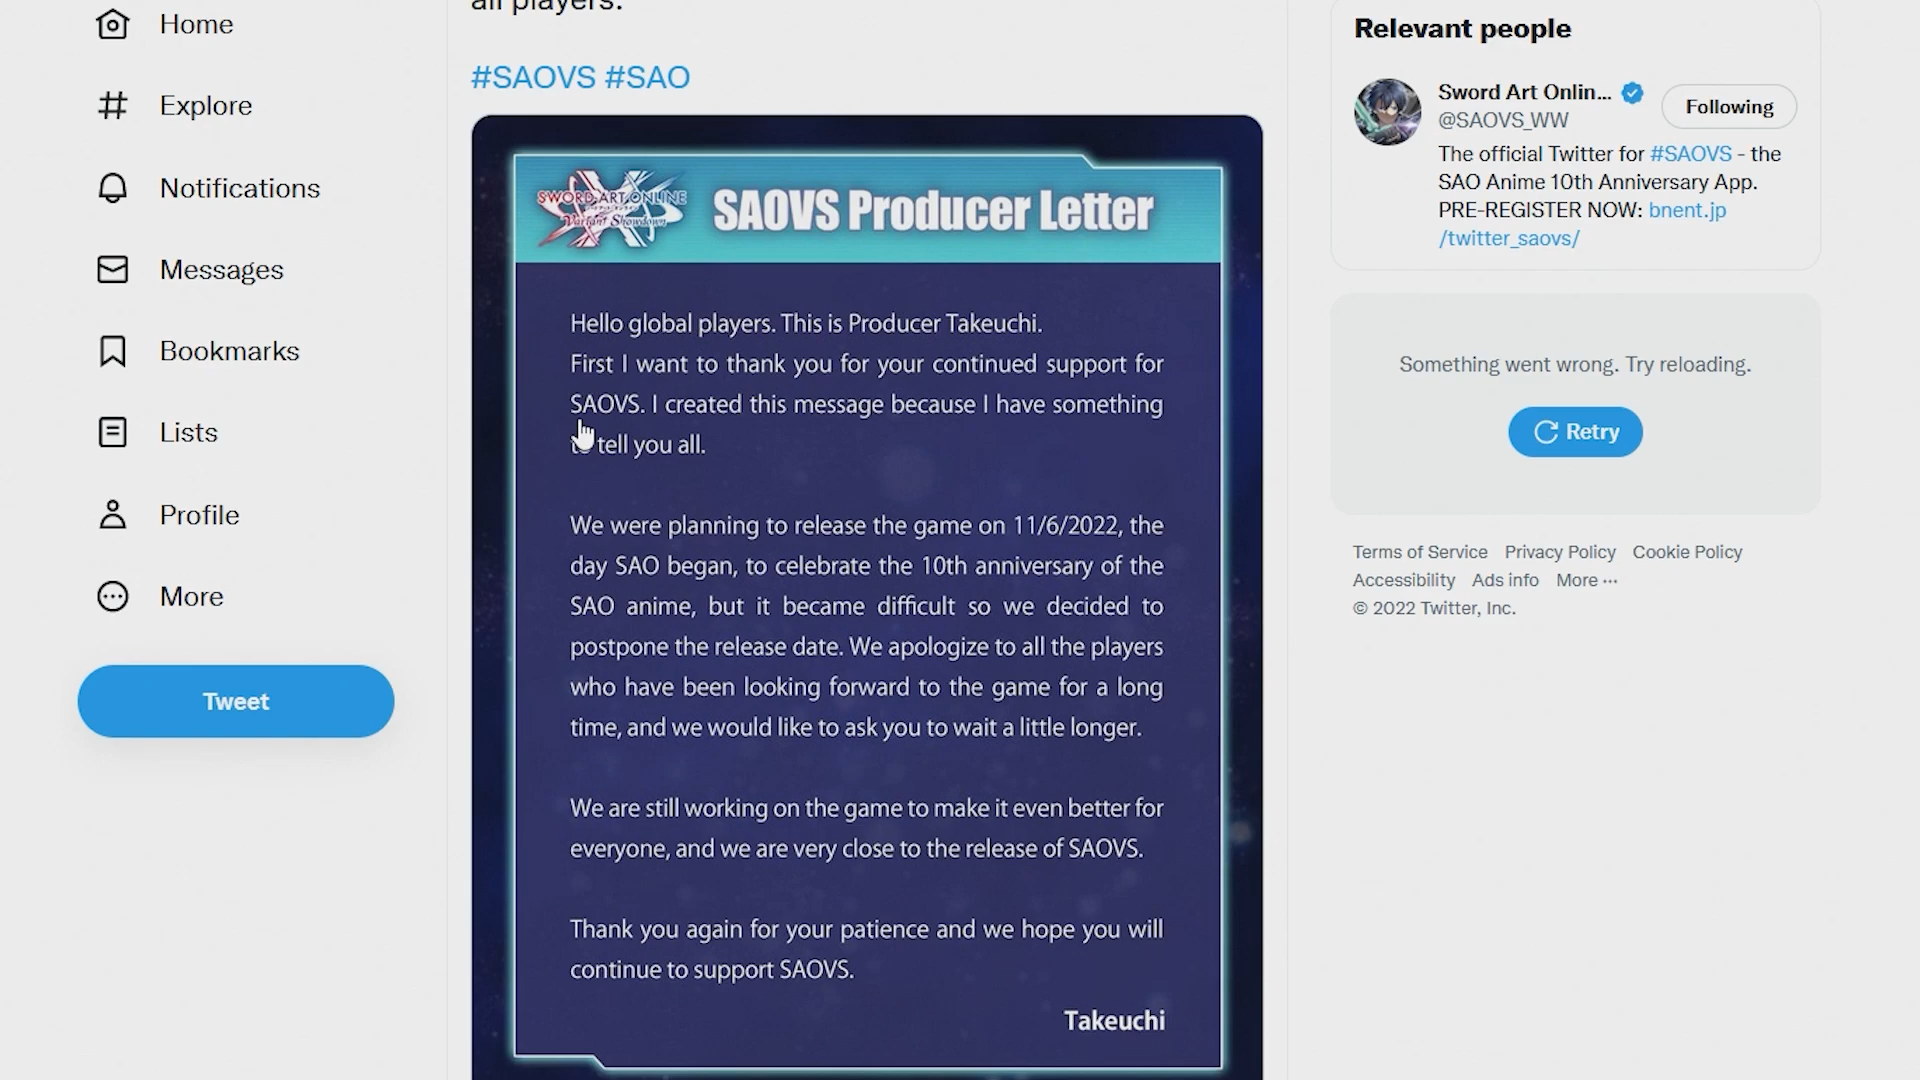 Home
Explore
Notifications
Messages
Bookmarks
Lists
Profile
More
Tweet
all players.
#SAOVS #SAO
SWORD ART ONLINE
Variant Showdown
SAOVS Producer Letter
Hello global players. This is Producer Takeuchi.
First I want to thank you for your continued support for
SAOVS. I created this message because I have something
to tell you all.
We were planning to release the game on 11/6/2022, the
day SAO began, to celebrate the 10th anniversary of the
SAO anime, but it became difficult so we decided to
postpone the release date. We apologize to all the players
who have been looking forward to the game for a long
time, and we would like to ask you to wait a little longer.
We are still working on the game to make it even better for
everyone, and we are very close to the release of SAOVS.
Thank you again for your patience and we hope you will
continue to support SAOVS.
Takeuchi
Relevant people
Sword Art Onlin...
@SAOVS_WW
Following
The official Twitter for #SAOVS - the
SAO Anime 10th Anniversary App.
PRE-REGISTER NOW: bnent.jp
/twitter_saovs/
Something went wrong. Try reloading.
Retry
Terms of Service Privacy Policy Cookie Policy
Accessibility Ads info More ···
© 2022 Twitter, Inc.